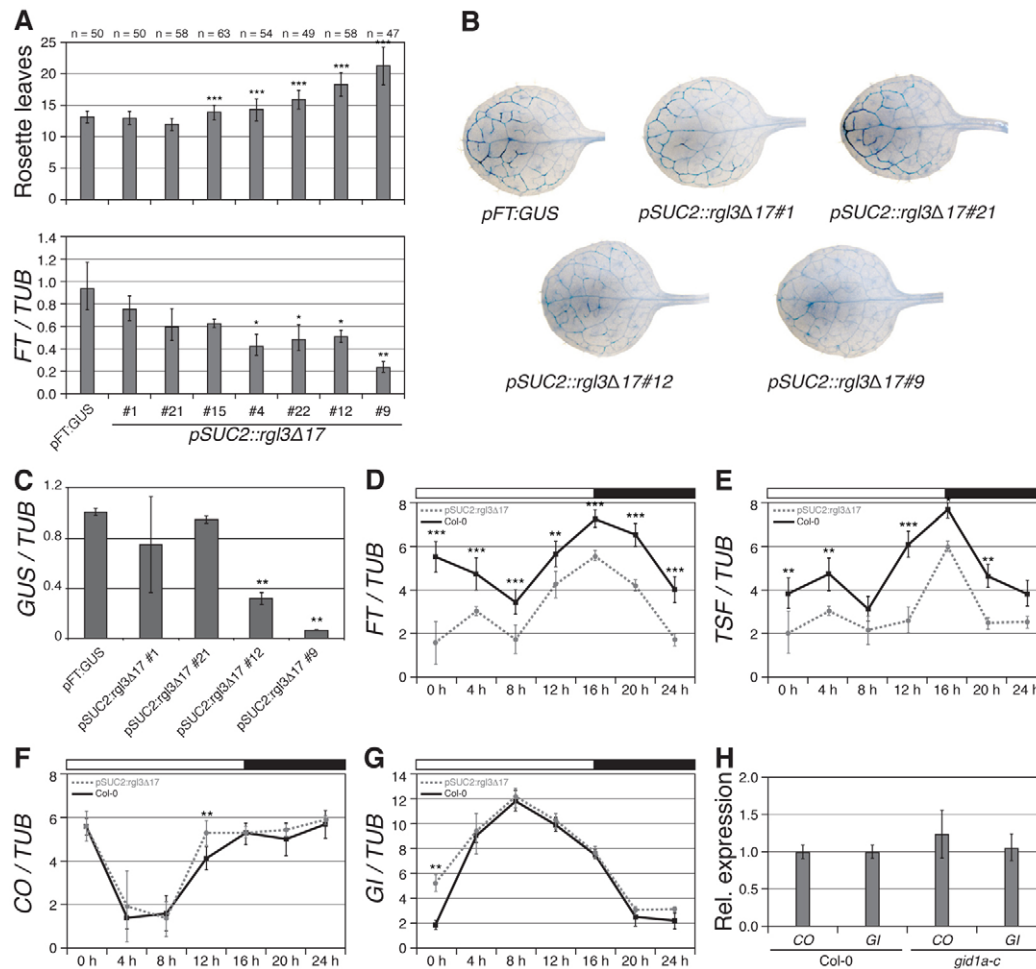 A
n = 50 n = 50 n = 58 n = 63 n = 54 n = 49 n = 58 n = 47
Rosette leaves
25
20
15
10
5
0
*** *** *** *** ***
FT / TUB
1.4
1.2
1.0
0.8
0.6
0.4
0.2
0.0
* * * **
pFT:GUS #1 #21 #15 #4 #22 #12 #9
pSUC2::rgl3Δ17
B
pFT:GUS pSUC2::rgl3Δ17#1 pSUC2::rgl3Δ17#21
pSUC2::rgl3Δ17#12 pSUC2::rgl3Δ17#9
C
GUS / TUB
1.2
0.8
0.4
0
** **
pFT:GUS
pSUC2:rgl3Δ17 #1
pSUC2:rgl3Δ17 #21
pSUC2:rgl3Δ17 #12
pSUC2:rgl3Δ17 #9
D
FT / TUB
8
6
4
2
0
pSUC2:rgl3Δ17
Col-0
*** *** *** ** *** *** ***
0 h 4 h 8 h 12 h 16 h 20 h 24 h
E
TSF / TUB
8
6
4
2
0
pSUC2:rgl3Δ17
Col-0
** ** *** **
0 h 4 h 8 h 12 h 16 h 20 h 24 h
F
CO / TUB
8
6
4
2
0
pSUC2:rgl3Δ17
Col-0
**
0 h 4 h 8 h 12 h 16 h 20 h 24 h
G
GI / TUB
14
12
10
8
6
4
2
0
pSUC2:rgl3Δ17
Col-0
**
0 h 4 h 8 h 12 h 16 h 20 h 24 h
H
Rel. expression
2.0
1.5
1.0
0.5
0.0
CO GI CO GI
Col-0 gid1a-c